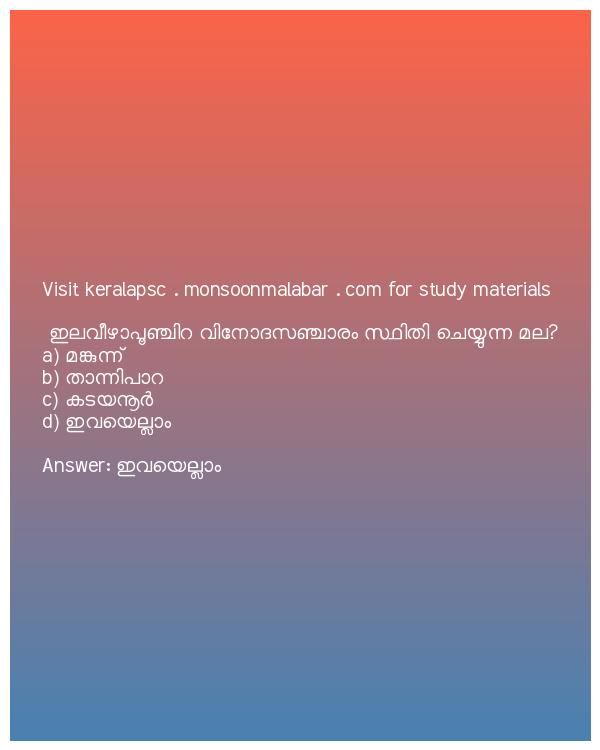 Visit keralapsc . monsoonmalabar . com for study materials
ഇലവീഴാപൂഞ്ചിറ വിനോദസഞ്ചാരം സ്ഥിതി ചെയ്യുന്ന മല?
a) മങ്കുന്ന്
b) താന്നിപാറ
c) കടയനൂർ
d) ഇവയെല്ലാം
Answer: ഇവയെല്ലാം